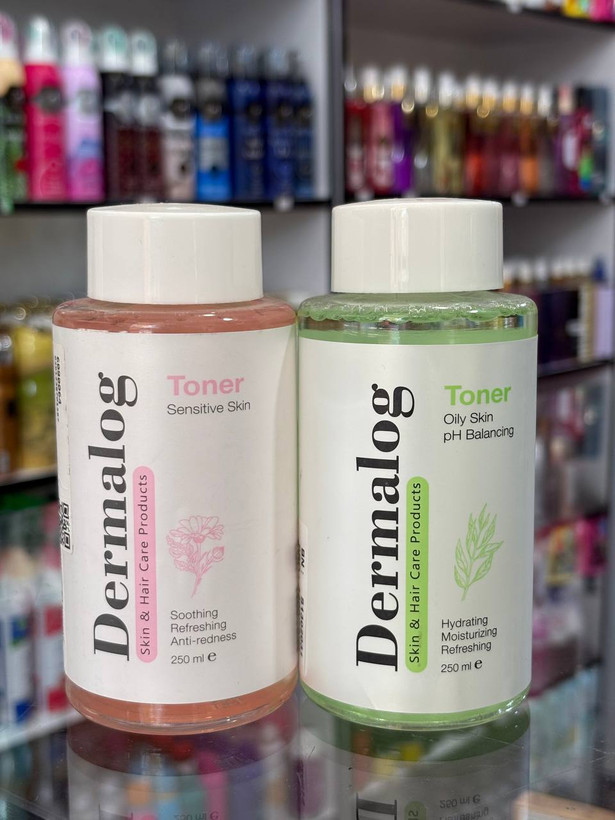 Dermalog
Skin & Hair Care Products
Toner
Sensitive Skin
Soothing
Refreshing
Anti-redness
250 ml e
Dermalog
Skin & Hair Care Products
Toner
Oily Skin
pH Balancing
Hydrating
Moisturizing
Refreshing
250 ml e